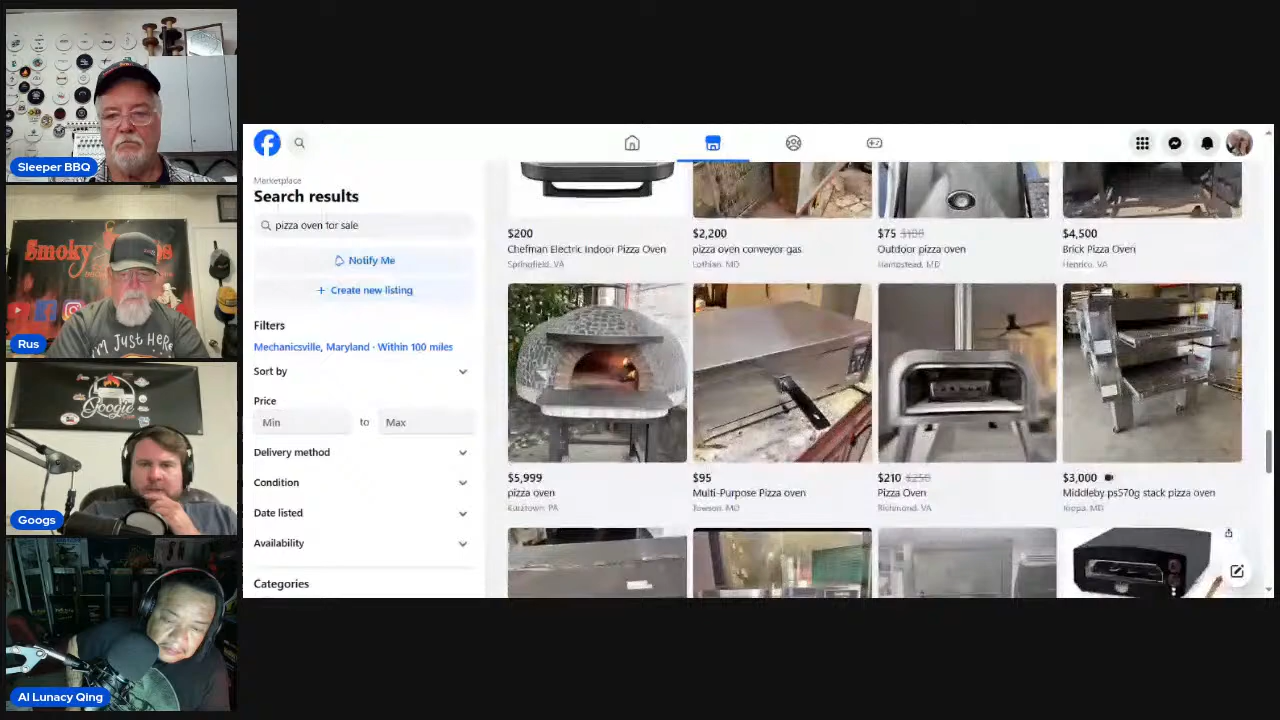 Sleeper BBQ
Smoky
I'M JUST HERE
Rus
Googie
Googs
Al Lunacy Qing
Marketplace
Search results
pizza oven for sale
Notify Me
+ Create new listing
Filters
Mechanicsville, Maryland · Within 100 miles
Sort by
Price
Min to Max
Delivery method
Condition
Date listed
Availability
Categories
$200
Chefman Electric Indoor Pizza Oven
Springfield, VA
$2,200
pizza oven conveyor gas
Lothian, MD
$75 $100
Outdoor pizza oven
Hampstead, MD
$4,500
Brick Pizza Oven
Henrico, VA
$5,999
pizza oven
Kutztown, PA
$95
Multi-Purpose Pizza oven
Towson, MD
$210 $250
Pizza Oven
Richmond, VA
$3,000
Middleby ps570g stack pizza oven
Joppa, MD